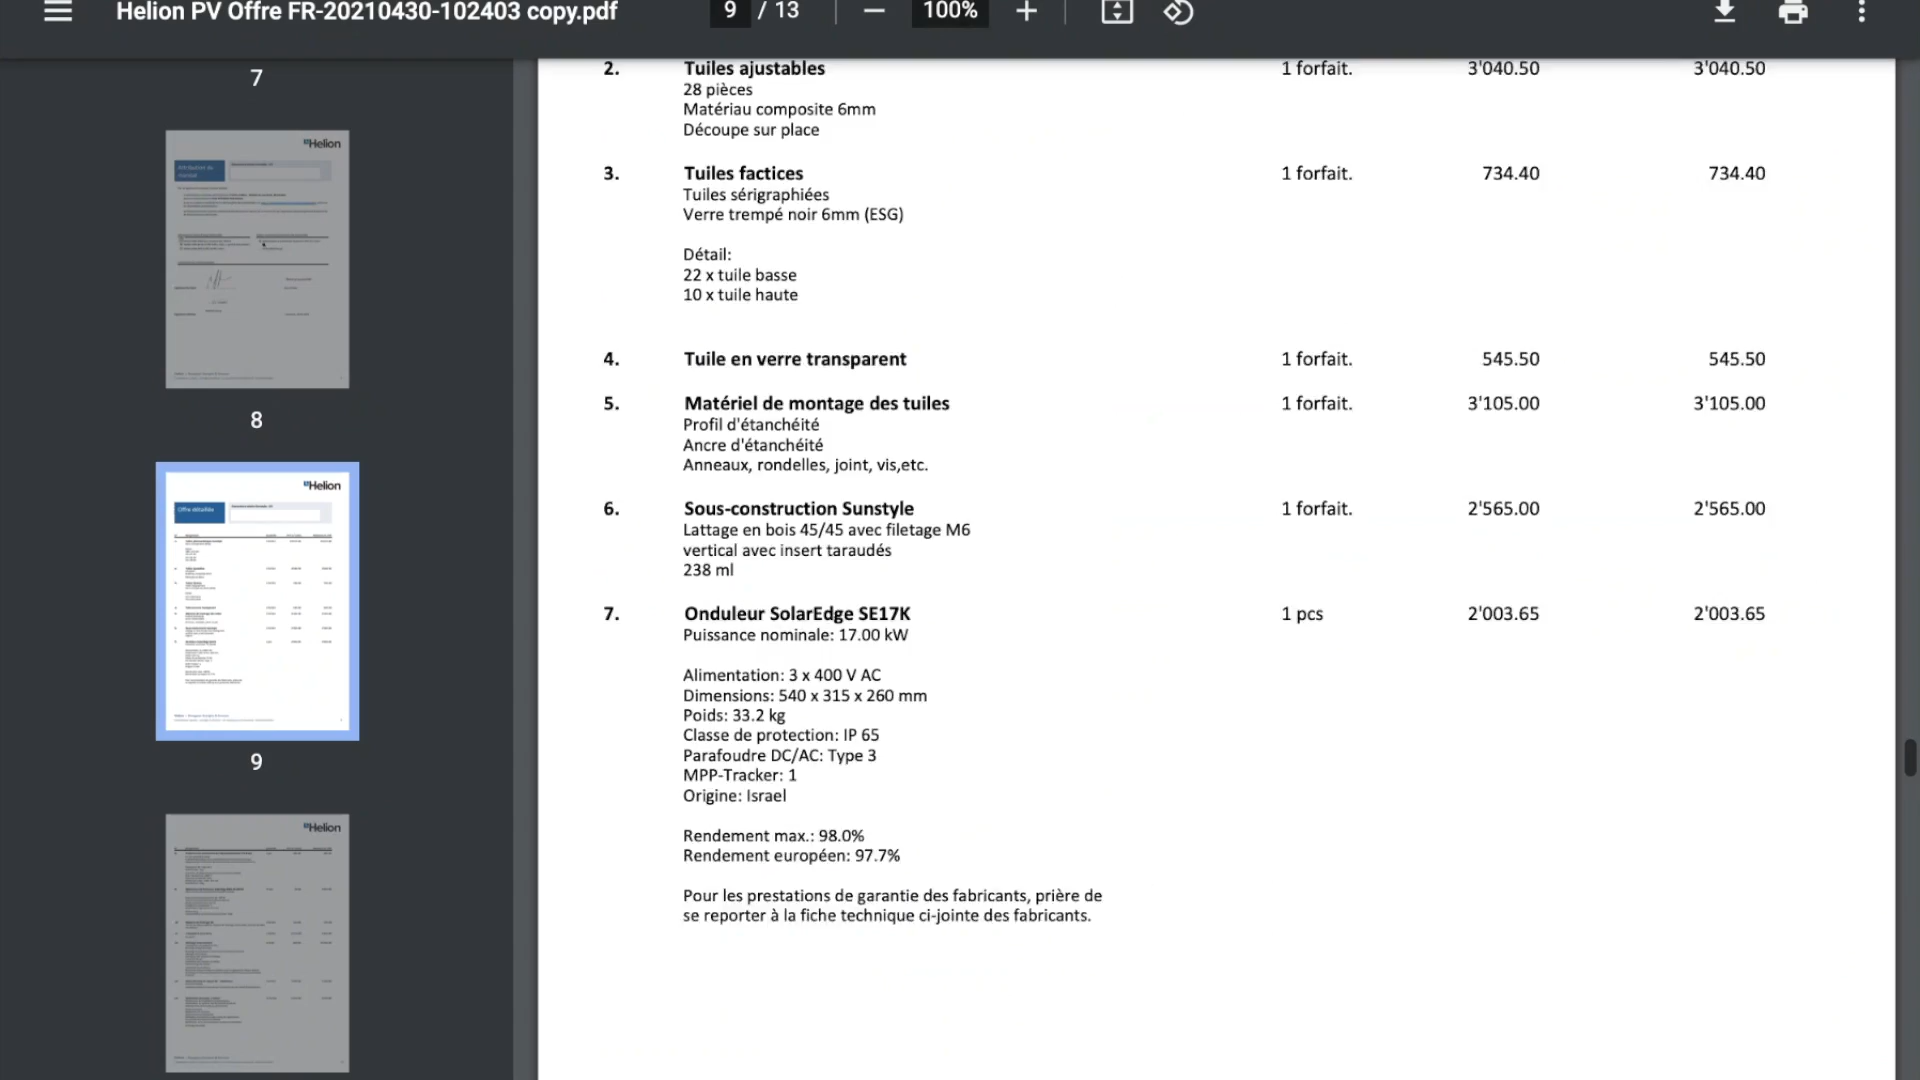 Helion PV Offre FR-20210430-102403 copy.pdf
9 / 13
100%
7
Helion
8
Helion
Offre détaillée
9
Helion
2. Tuiles ajustables 1 forfait. 3'040.50 3'040.50
28 pièces
Matériau composite 6mm
Découpe sur place
3. Tuiles factices 1 forfait. 734.40 734.40
Tuiles sérigraphiées
Verre trempé noir 6mm (ESG)
Détail:
22 x tuile basse
10 x tuile haute
4. Tuile en verre transparent 1 forfait. 545.50 545.50
5. Matériel de montage des tuiles 1 forfait. 3'105.00 3'105.00
Profil d'étanchéité
Ancre d'étanchéité
Anneaux, rondelles, joint, vis,etc.
6. Sous-construction Sunstyle 1 forfait. 2'565.00 2'565.00
Lattage en bois 45/45 avec filetage M6
vertical avec insert taraudés
238 ml
7. Onduleur SolarEdge SE17K 1 pcs 2'003.65 2'003.65
Puissance nominale: 17.00 kW
Alimentation: 3 x 400 V AC
Dimensions: 540 x 315 x 260 mm
Poids: 33.2 kg
Classe de protection: IP 65
Parafoudre DC/AC: Type 3
MPP-Tracker: 1
Origine: Israel
Rendement max.: 98.0%
Rendement européen: 97.7%
Pour les prestations de garantie des fabricants, prière de
se reporter à la fiche technique ci-jointe des fabricants.